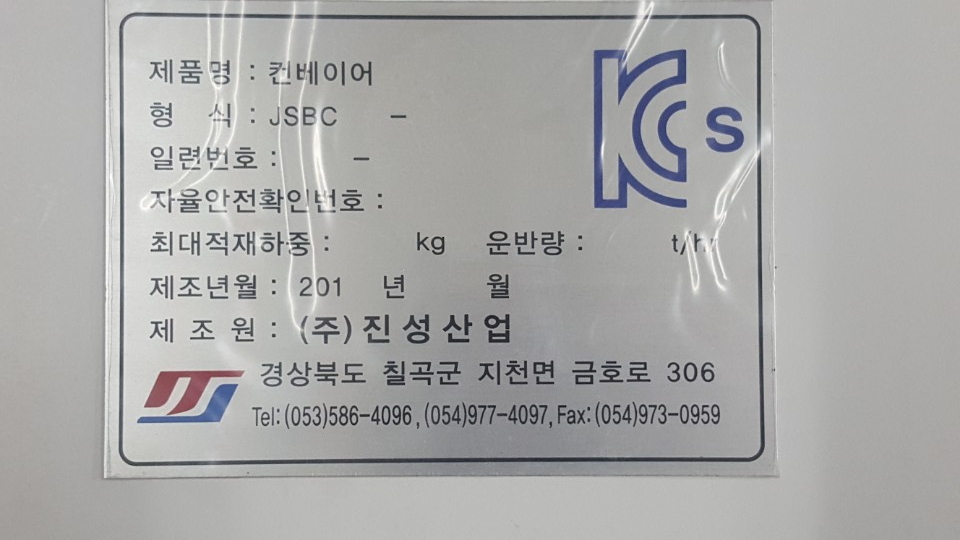 제품명 : 컨베이어
형 식 : JSBC -
일련번호 : -
자율안전확인번호 :
최대적재하중 : kg 운반량 : t/hr
제조년월 : 201 년 월
제 조 원 : (주) 진 성 산 업
경상북도 칠곡군 지천면 금호로 306
Tel:(053)586-4096, (054)977-4097, Fax:(054)973-0959
KC S